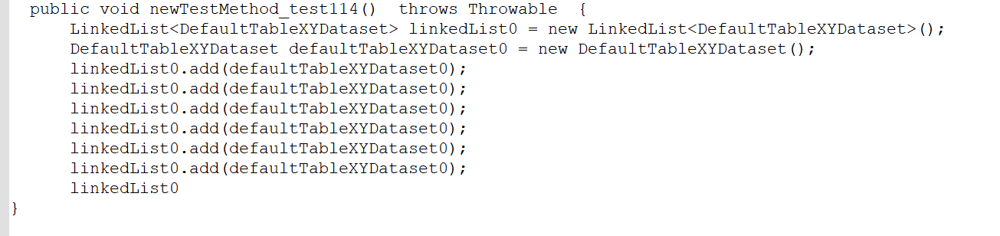 public void newTestMethod_test114()  throws Throwable  {
LinkedList<DefaultTableXYDataset> linkedList0 = new LinkedList<DefaultTableXYDataset>();
DefaultTableXYDataset defaultTableXYDataset0 = new DefaultTableXYDataset();
linkedList0.add(defaultTableXYDataset0);
linkedList0.add(defaultTableXYDataset0);
linkedList0.add(defaultTableXYDataset0);
linkedList0.add(defaultTableXYDataset0);
linkedList0.add(defaultTableXYDataset0);
linkedList0.add(defaultTableXYDataset0);
linkedList0
}